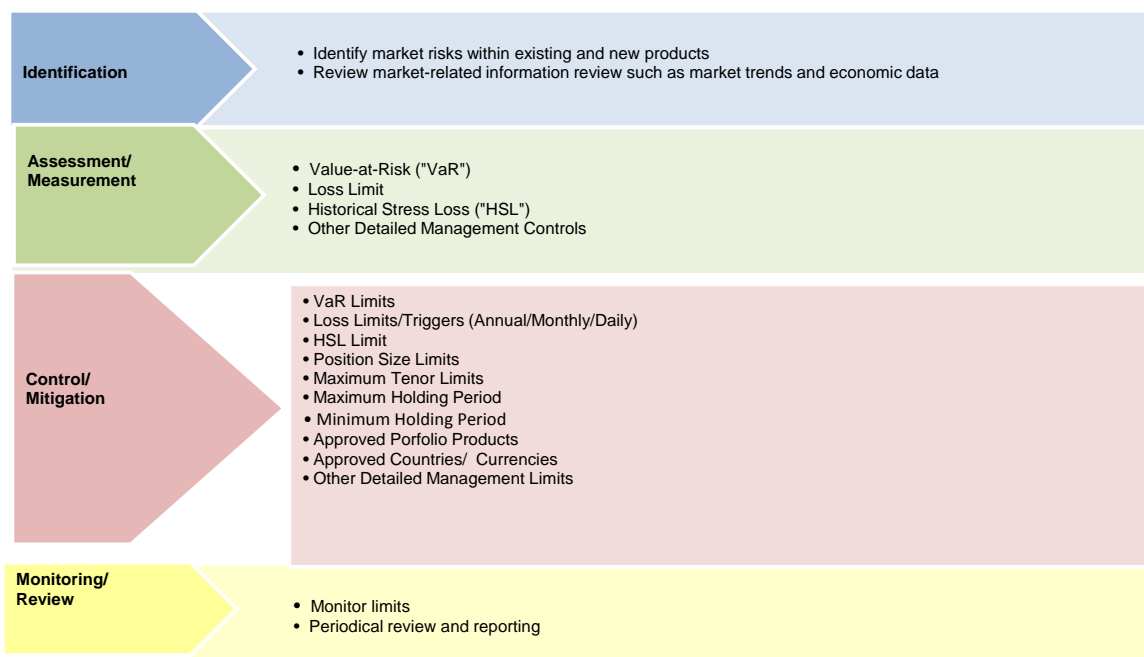 Identification
• Identify market risks within existing and new products
• Review market-related information review such as market trends and economic data
Assessment/
Measurement
• Value-at-Risk ("VaR")
• Loss Limit
• Historical Stress Loss ("HSL")
• Other Detailed Management Controls
Control/
Mitigation
• VaR Limits
• Loss Limits/Triggers (Annual/Monthly/Daily)
• HSL Limit
• Position Size Limits
• Maximum Tenor Limits
• Maximum Holding Period
• Minimum Holding Period
• Approved Porfolio Products
• Approved Countries/ Currencies
• Other Detailed Management Limits
Monitoring/
Review
• Monitor limits
• Periodical review and reporting